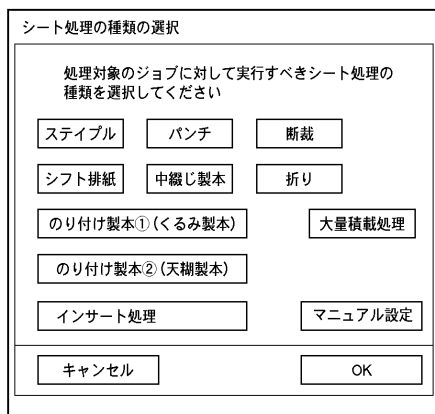 シート処理の種類の選択
処理対象のジョブに対して実行すべきシート処理の
種類を選択してください
ステイプル パンチ 断裁
シフト排紙 中綴じ製本 折り
のり付け製本①(くるみ製本) 大量積載処理
のり付け製本②(天糊製本)
インサート処理 マニュアル設定
キャンセル OK